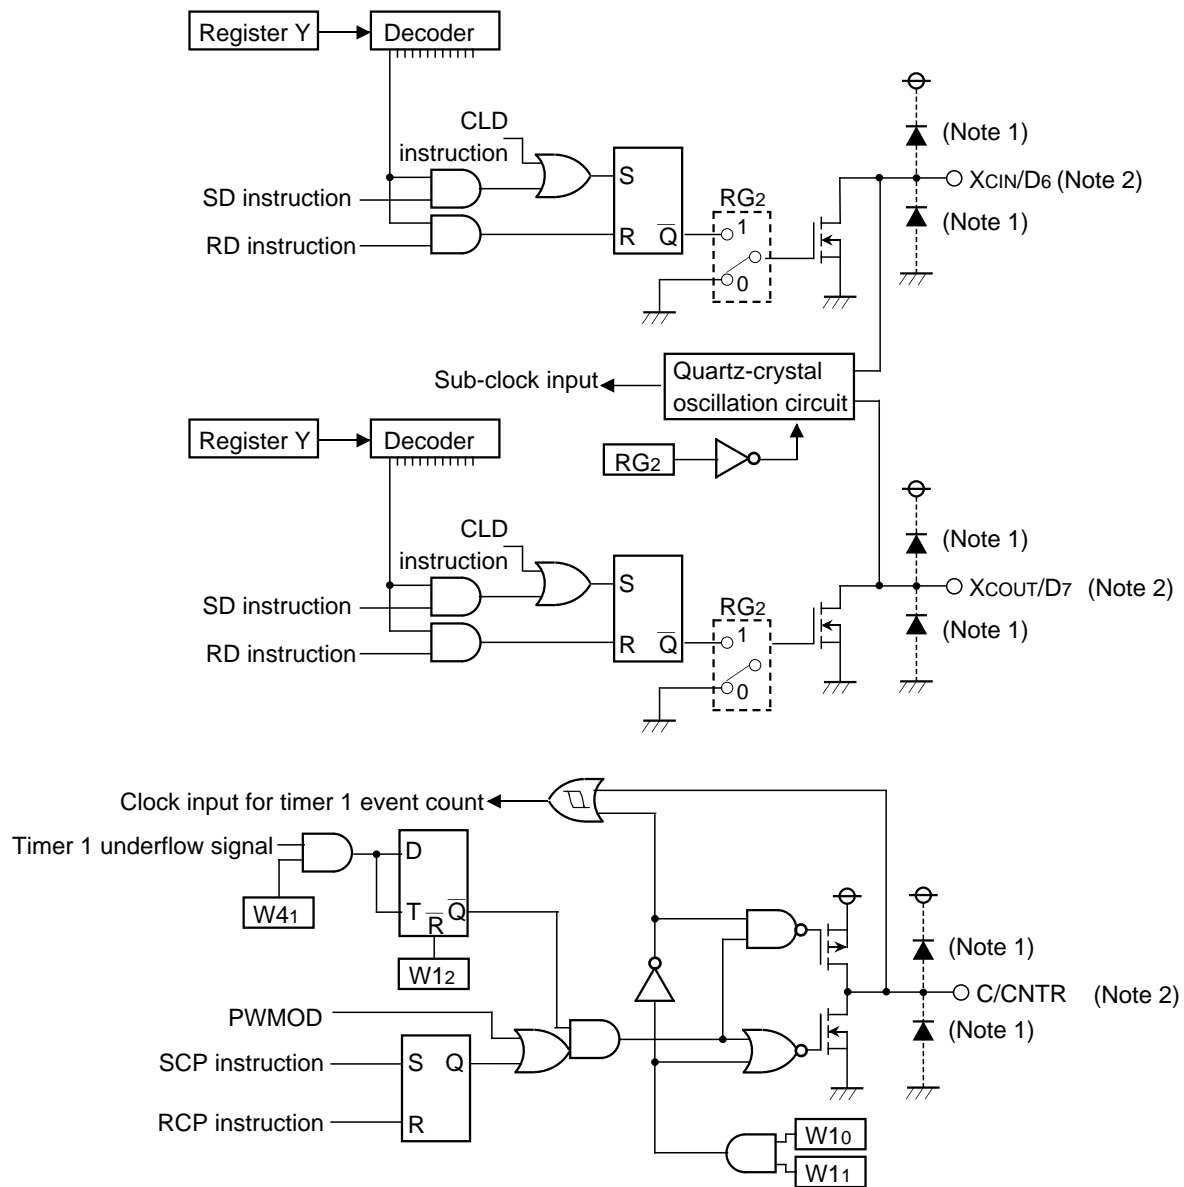 Register Y
Decoder
CLD
instruction
SD instruction
RD instruction
S
R
Q
RG2
1
0
(Note 1)
XCIN/D6 (Note 2)
(Note 1)
Sub-clock input
Quartz-crystal
oscillation circuit
RG2
Register Y
Decoder
CLD
instruction
SD instruction
RD instruction
S
R
Q
RG2
1
0
(Note 1)
XCOUT/D7 (Note 2)
(Note 1)
Clock input for timer 1 event count
Timer 1 underflow signal
W41
D
T
R
Q
W12
PWMOD
SCP instruction
RCP instruction
S
Q
R
(Note 1)
C/CNTR (Note 2)
(Note 1)
W10
W11